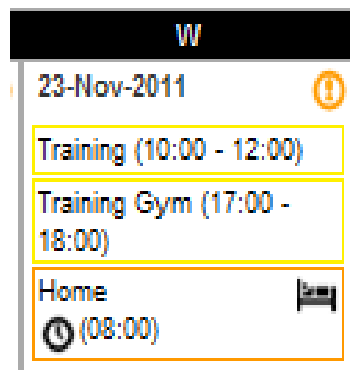 W
23-Nov-2011
Training (10:00 - 12:00)
Training Gym (17:00 -
18:00)
Home
(08:00)